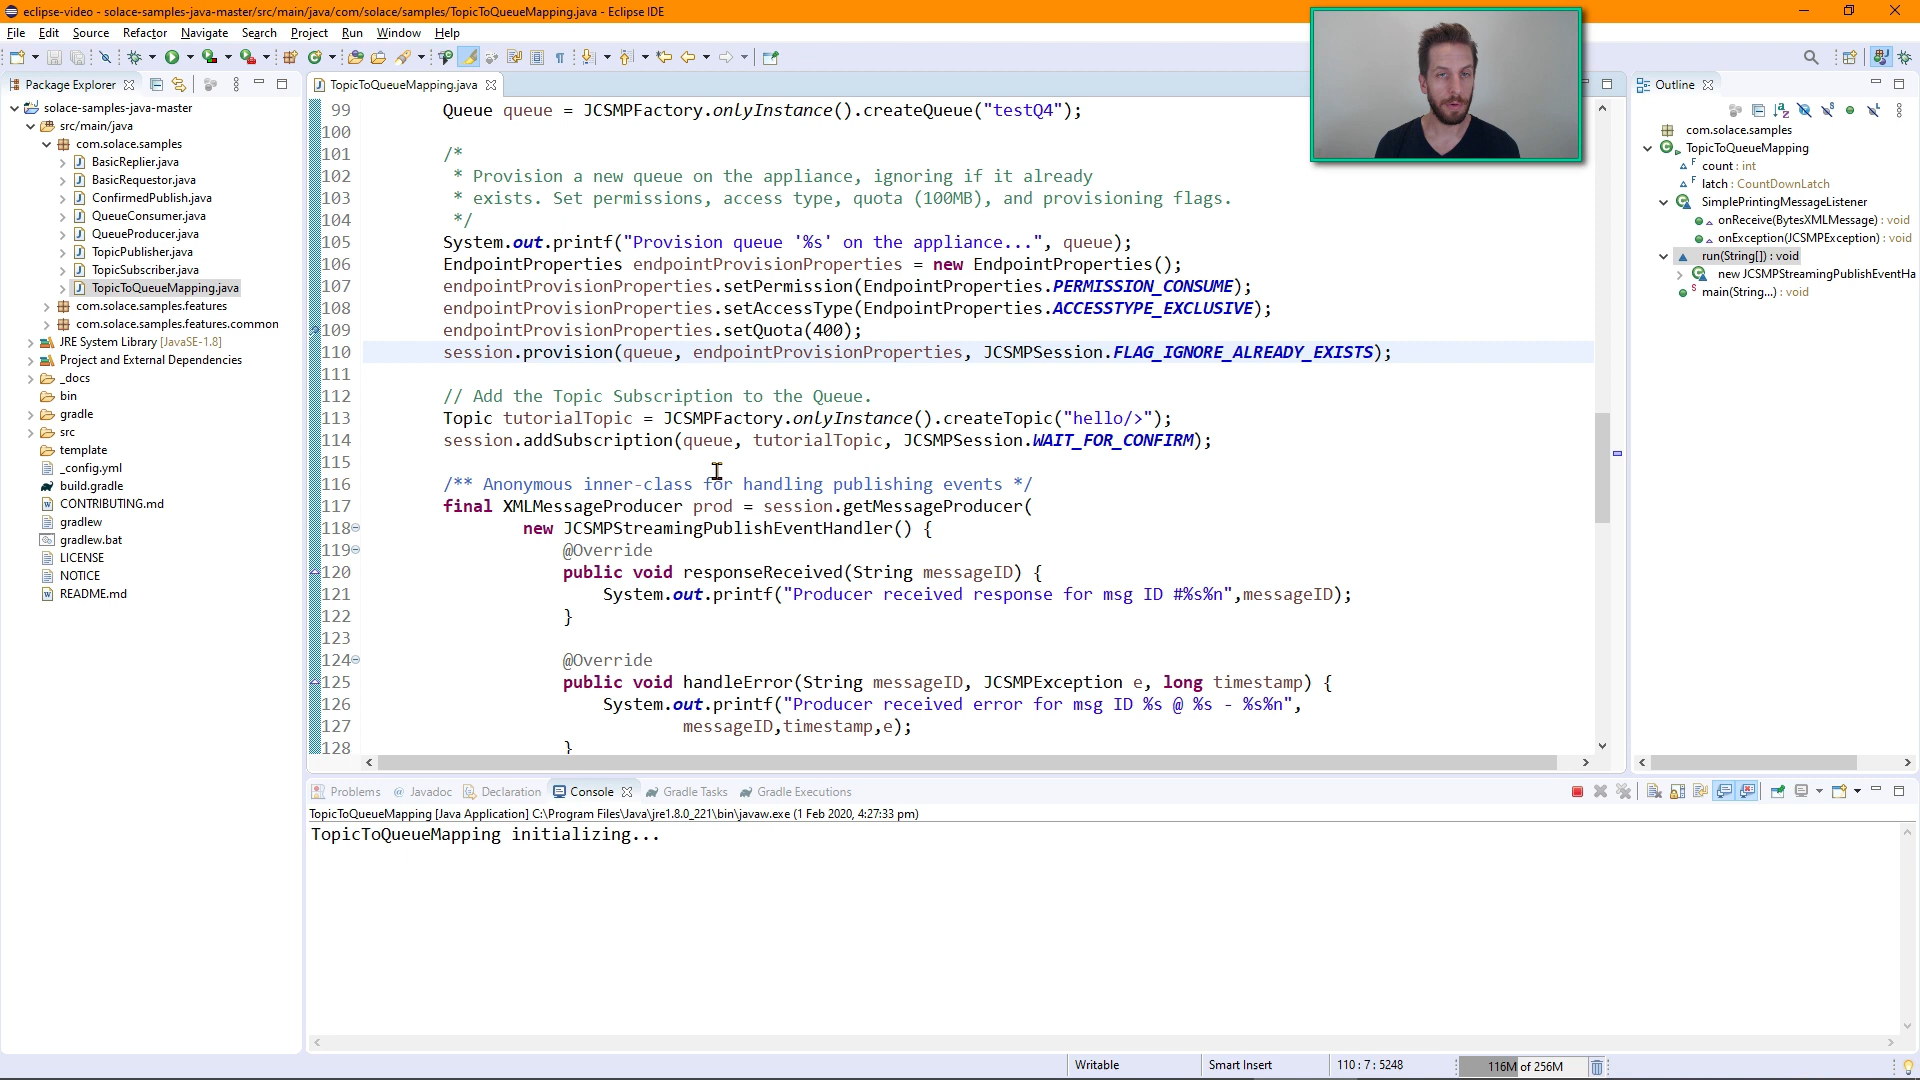 eclipse-video - solace-samples-java-master/src/main/java/com/solace/samples/TopicToQueueMapping.java - Eclipse IDE
File Edit Source Refactor Navigate Search Project Run Window Help
Package Explorer
solace-samples-java-master
src/main/java
com.solace.samples
BasicReplier.java
BasicRequestor.java
ConfirmedPublish.java
QueueConsumer.java
QueueProducer.java
TopicPublisher.java
TopicSubscriber.java
TopicToQueueMapping.java
com.solace.samples.features
com.solace.samples.features.common
JRE System Library [JavaSE-1.8]
Project and External Dependencies
_docs
bin
gradle
src
template
_config.yml
build.gradle
CONTRIBUTING.md
gradlew
gradlew.bat
LICENSE
NOTICE
README.md
TopicToQueueMapping.java
99 Queue queue = JCSMPFactory.onlyInstance().createQueue("testQ4");
100
101 /*
102 * Provision a new queue on the appliance, ignoring if it already
103 * exists. Set permissions, access type, quota (100MB), and provisioning flags.
104 */
105 System.out.printf("Provision queue '%s' on the appliance...", queue);
106 EndpointProperties endpointProvisionProperties = new EndpointProperties();
107 endpointProvisionProperties.setPermission(EndpointProperties.PERMISSION_CONSUME);
108 endpointProvisionProperties.setAccessType(EndpointProperties.ACCESSTYPE_EXCLUSIVE);
109 endpointProvisionProperties.setQuota(400);
110 session.provision(queue, endpointProvisionProperties, JCSMPSession.FLAG_IGNORE_ALREADY_EXISTS);
111
112 // Add the Topic Subscription to the Queue.
113 Topic tutorialTopic = JCSMPFactory.onlyInstance().createTopic("hello/>");
114 session.addSubscription(queue, tutorialTopic, JCSMPSession.WAIT_FOR_CONFIRM);
115
116 /** Anonymous inner-class for handling publishing events */
117 final XMLMessageProducer prod = session.getMessageProducer(
118 new JCSMPStreamingPublishEventHandler() {
119 @Override
120 public void responseReceived(String messageID) {
121 System.out.printf("Producer received response for msg ID #%s%n",messageID);
122 }
123
124 @Override
125 public void handleError(String messageID, JCSMPException e, long timestamp) {
126 System.out.printf("Producer received error for msg ID %s @ %s - %s%n",
127 messageID,timestamp,e);
128 }
Outline
com.solace.samples
TopicToQueueMapping
count : int
latch : CountDownLatch
SimplePrintingMessageListener
onReceive(BytesXMLMessage) : void
onException(JCSMPException) : void
run(String[]) : void
new JCSMPStreamingPublishEventHa
main(String...) : void
Problems Javadoc Declaration Console Gradle Tasks Gradle Executions
TopicToQueueMapping [Java Application] C:\Program Files\Java\jre1.8.0_221\bin\javaw.exe (1 Feb 2020, 4:27:33 pm)
TopicToQueueMapping initializing...
Writable Smart Insert 110 : 7 : 5248 116M of 256M